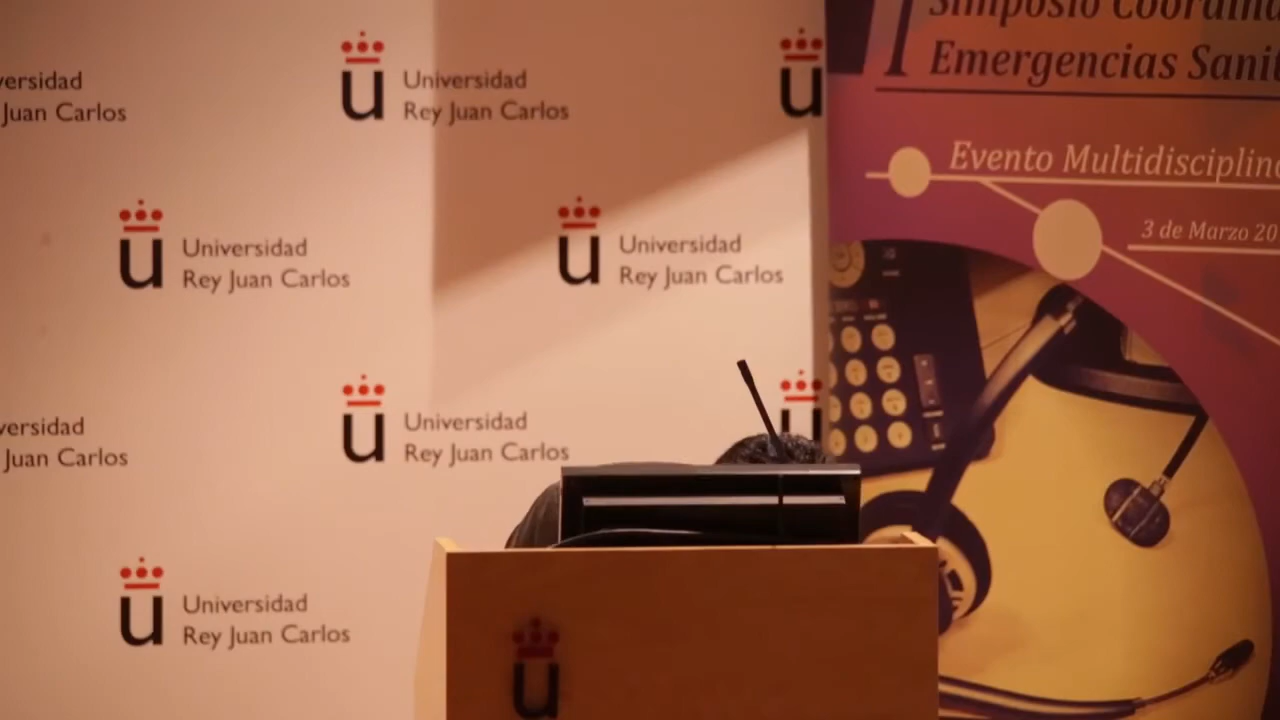 versidad
Juan Carlos
u
Universidad
Rey Juan Carlos
u
I Simposio Coordina
Emergencias Sanit
Evento Multidisciplina
3 de Marzo 20
u
Universidad
Rey Juan Carlos
u
Universidad
Rey Juan Carlos
versidad
Juan Carlos
u
Universidad
Rey Juan Carlos
u
u
Universidad
Rey Juan Carlos
u